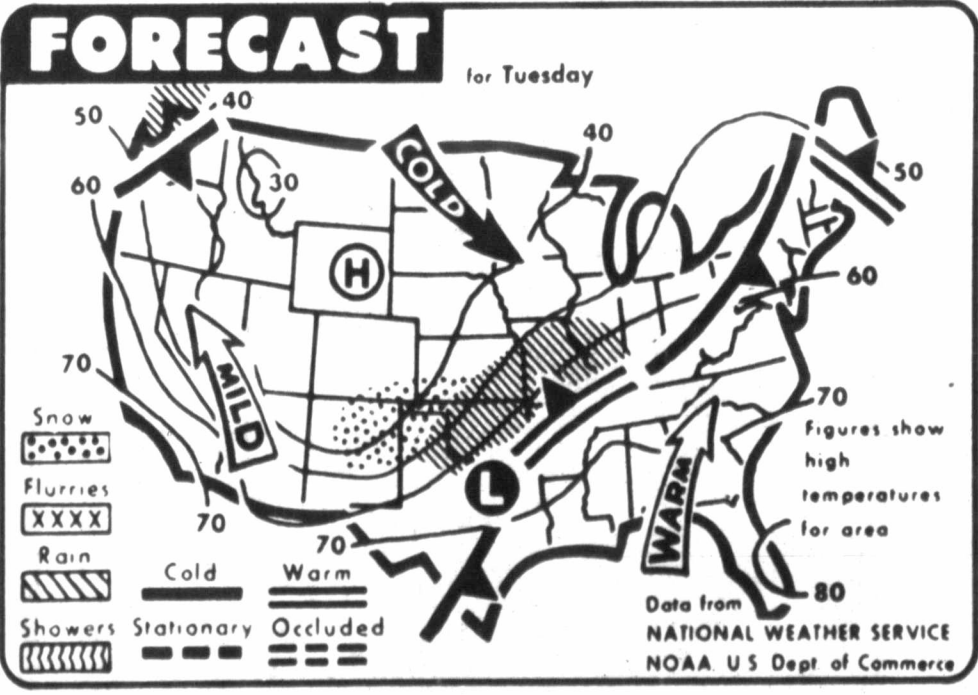 FORECAST
for Tuesday
50
40
40
60
30
50
COLD
H
60
70
MILD
70
Snow
Figures show
high
temperatures
for area
L
WARM
Flurries
XXXX
70
70
Rain
Cold
Warm
80
Showers
Stationary
Occluded
Data from
NATIONAL WEATHER SERVICE
NOAA U S Dept. of Commerce